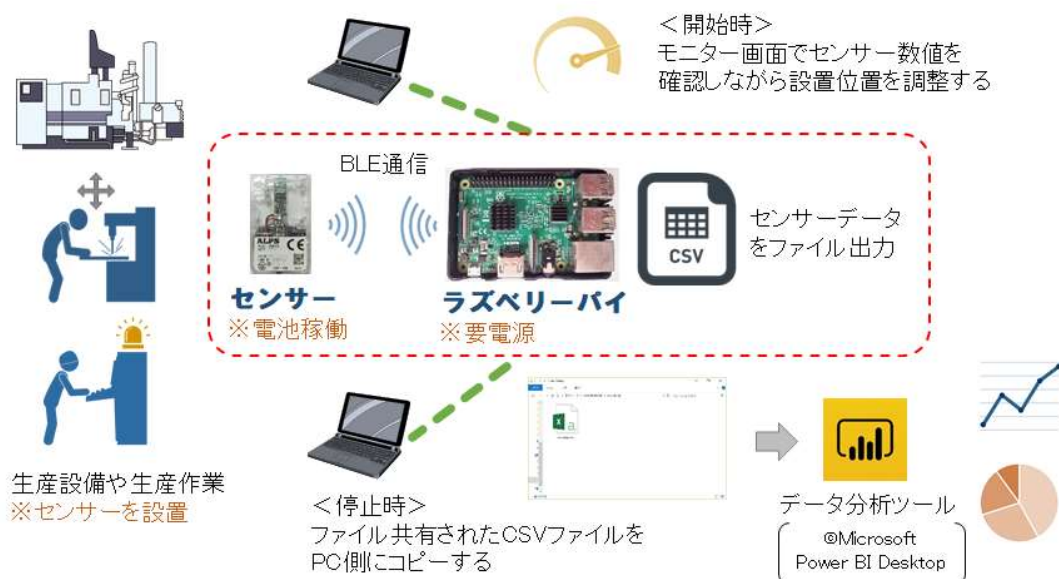 ＜開始時＞
モニター画面でセンサー数値を
確認しながら設置位置を調整する
BLE通信
ALPS
CE
CSV
センサーデータ
をファイル出力
センサー
※電池稼働
ラズベリーパイ
※要電源
生産設備や生産作業
※センサーを設置
＜停止時＞
ファイル共有されたCSVファイルを
PC側にコピーする
データ分析ツール
©Microsoft
Power BI Desktop